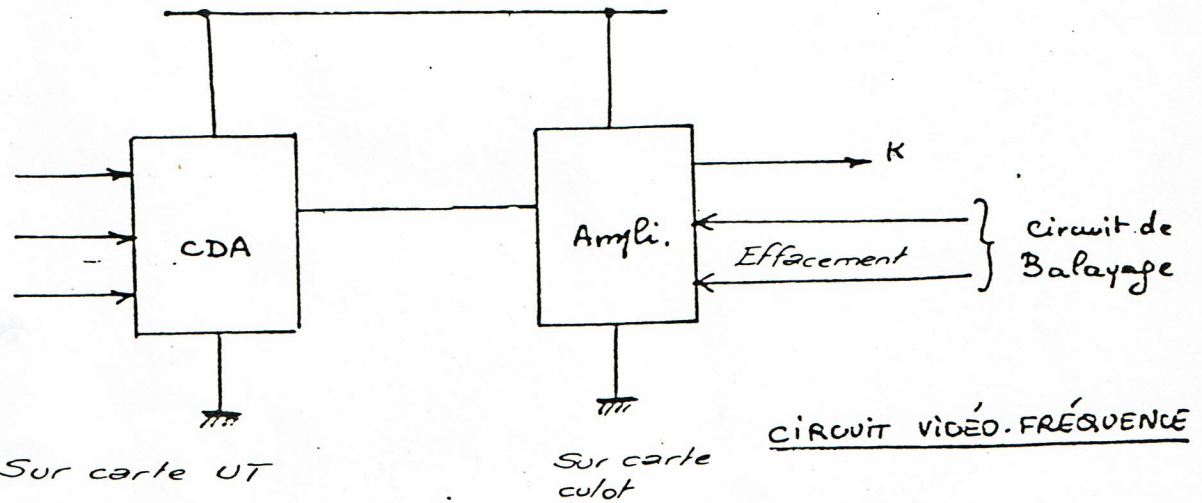 K
CDA
Ampli.
Effacement
Circuit de
Balayage
CIRCUIT VIDÉO.FRÉQUENCE
Sur carte UT
Sur carte
culot